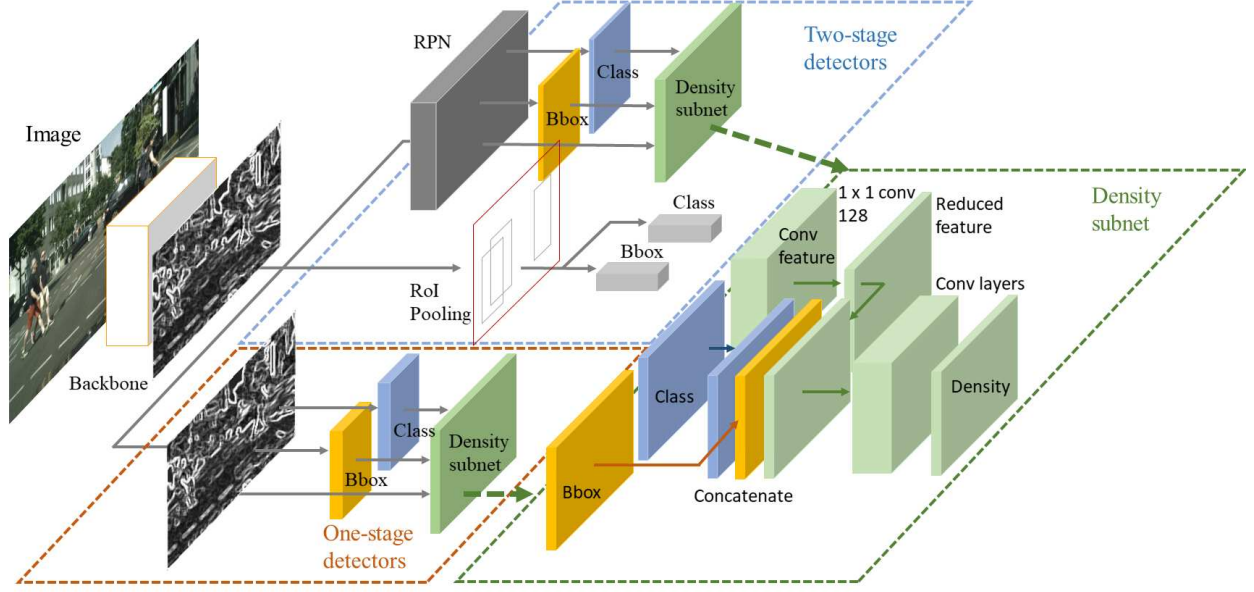 Image
Backbone
RPN
Class
Bbox
Density
subnet
Two-stage
detectors
RoI
Pooling
Class
Bbox
Class
Bbox
Density
subnet
One-stage
detectors
Density
subnet
1 x 1 conv
128
Reduced
feature
Conv
feature
Conv layers
Class
Bbox
Concatenate
Density